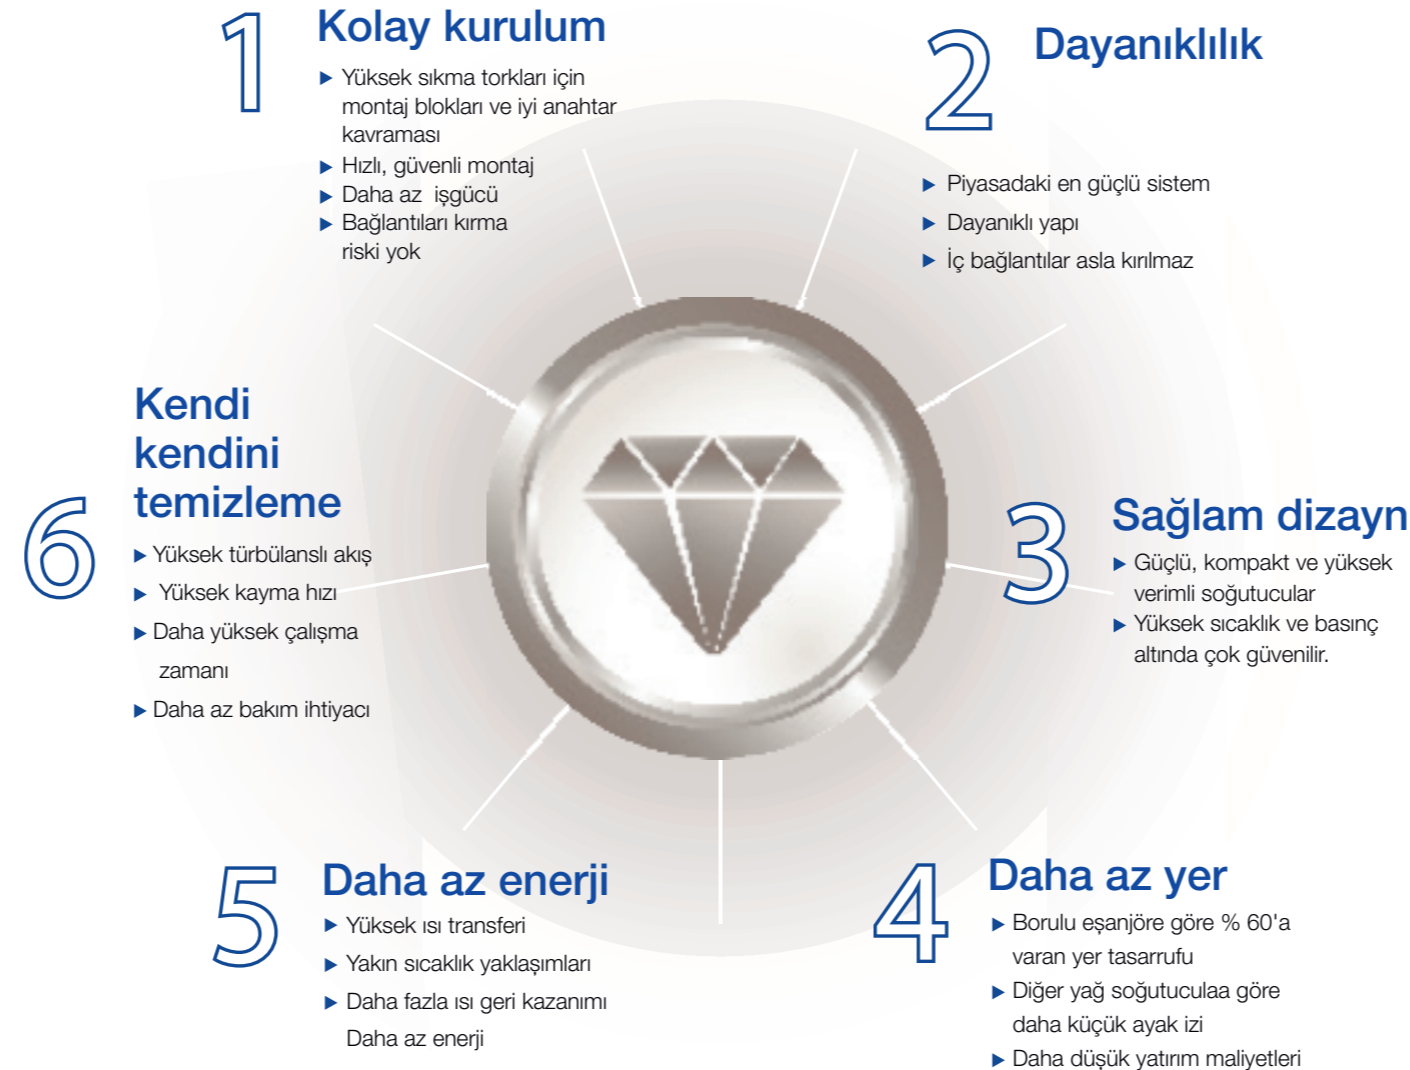 1
Kolay kurulum
Yüksek sıkma torkları için
montaj blokları ve iyi anahtar
kavraması
Hızlı, güvenli montaj
Daha az işgücü
Bağlantıları kırma
riski yok
2
Dayanıklılık
Piyasadaki en güçlü sistem
Dayanıklı yapı
İç bağlantılar asla kırılmaz
3
Sağlam dizayn
Güçlü, kompakt ve yüksek
verimli soğutucular
Yüksek sıcaklık ve basınç
altında çok güvenilir.
4
Daha az yer
Borulu eşanjöre göre % 60'a
varan yer tasarrufu
Diğer yağ soğutuculaa göre
daha küçük ayak izi
Daha düşük yatırım maliyetleri
5
Daha az enerji
Yüksek ısı transferi
Yakın sıcaklık yaklaşımları
Daha fazla ısı geri kazanımı
Daha az enerji
6
Kendi
kendini
temizleme
Yüksek türbülanslı akış
Yüksek kayma hızı
Daha yüksek çalışma
zamanı
Daha az bakım ihtiyacı